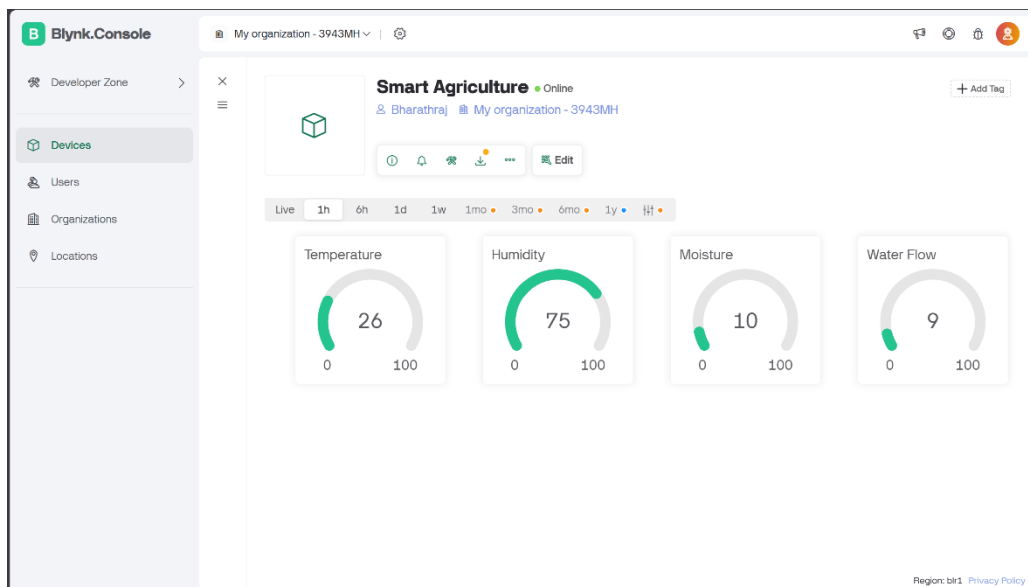 B Blynk.Console
My organization - 3943MH
Developer Zone
Devices
Users
Organizations
Locations
Smart Agriculture Online
Bharathraj My organization - 3943MH
Add Tag
Edit
Live 1h 6h 1d 1w 1mo 3mo 6mo 1y
Temperature
26
0 100
Humidity
75
0 100
Moisture
10
0 100
Water Flow
9
0 100
Region: blr1 Privacy Policy